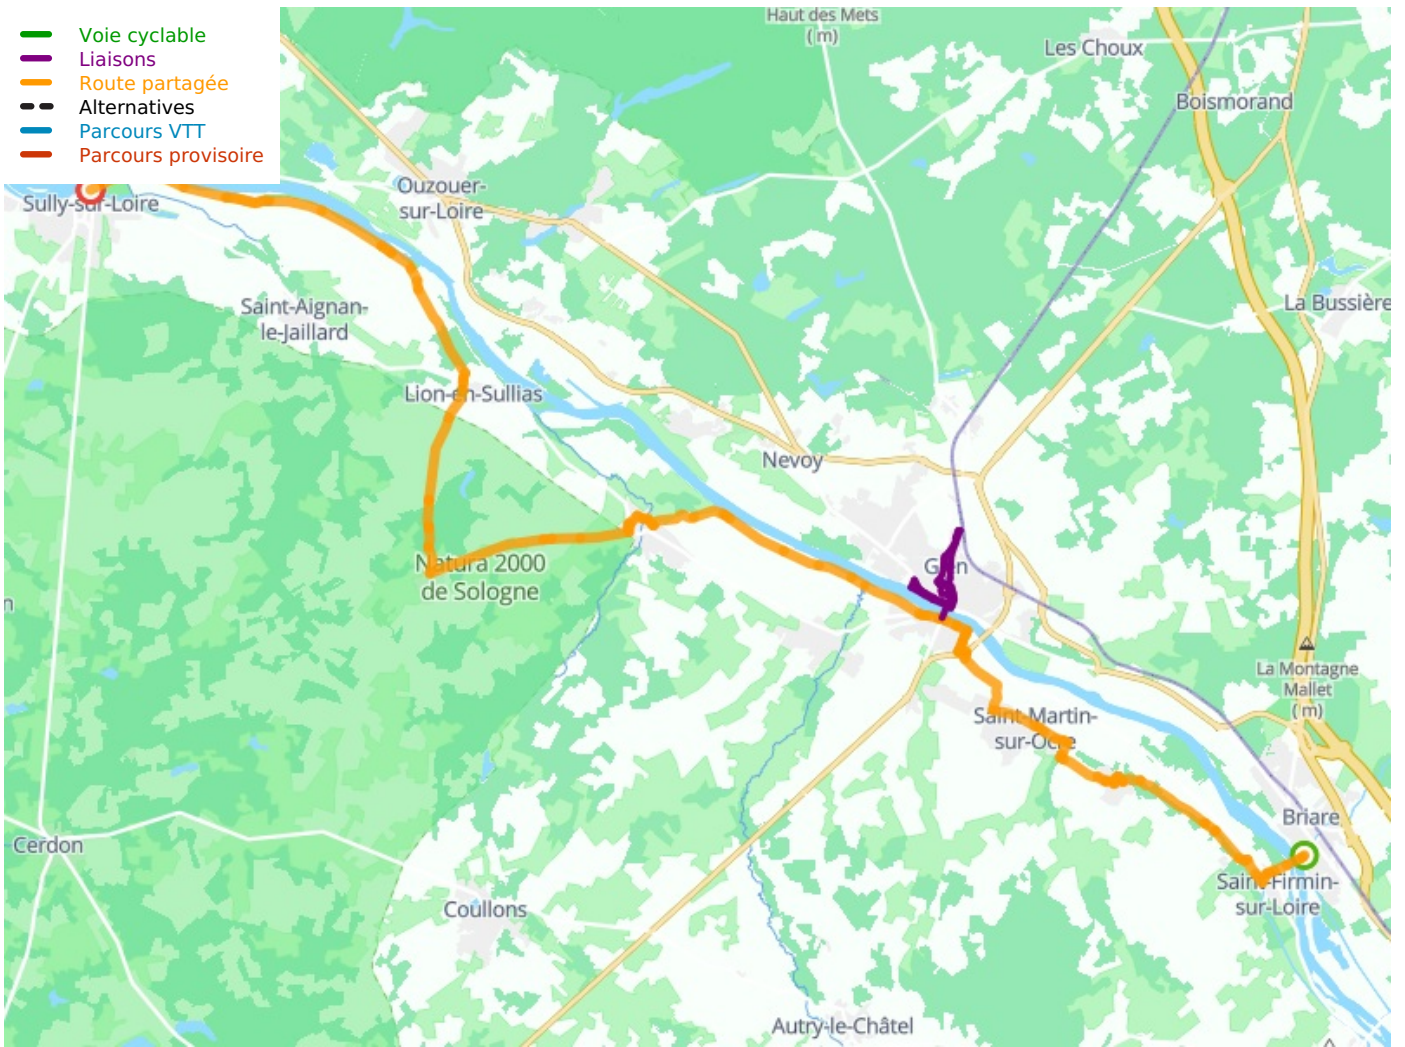 Voie cyclable
Liaisons
Route partagée
Alternatives
Parcours VTT
Parcours provisoire
Haut des Mets
( m)
Les Choux
Boismorand
Ouzouer-
sur-Loire
Sully-sur-Loire
La Bussière
Saint-Aignan-
le-Jaillard
Lion-en-Sullias
Nevoy
Gien
Natura 2000
de Sologne
n
La Montagne
Mallet
( m)
Saint-Martin-
sur-Ocre
Briare
Cerdon
Saint-Firmin-
sur-Loire
Coullons
Autry-le-Châtel